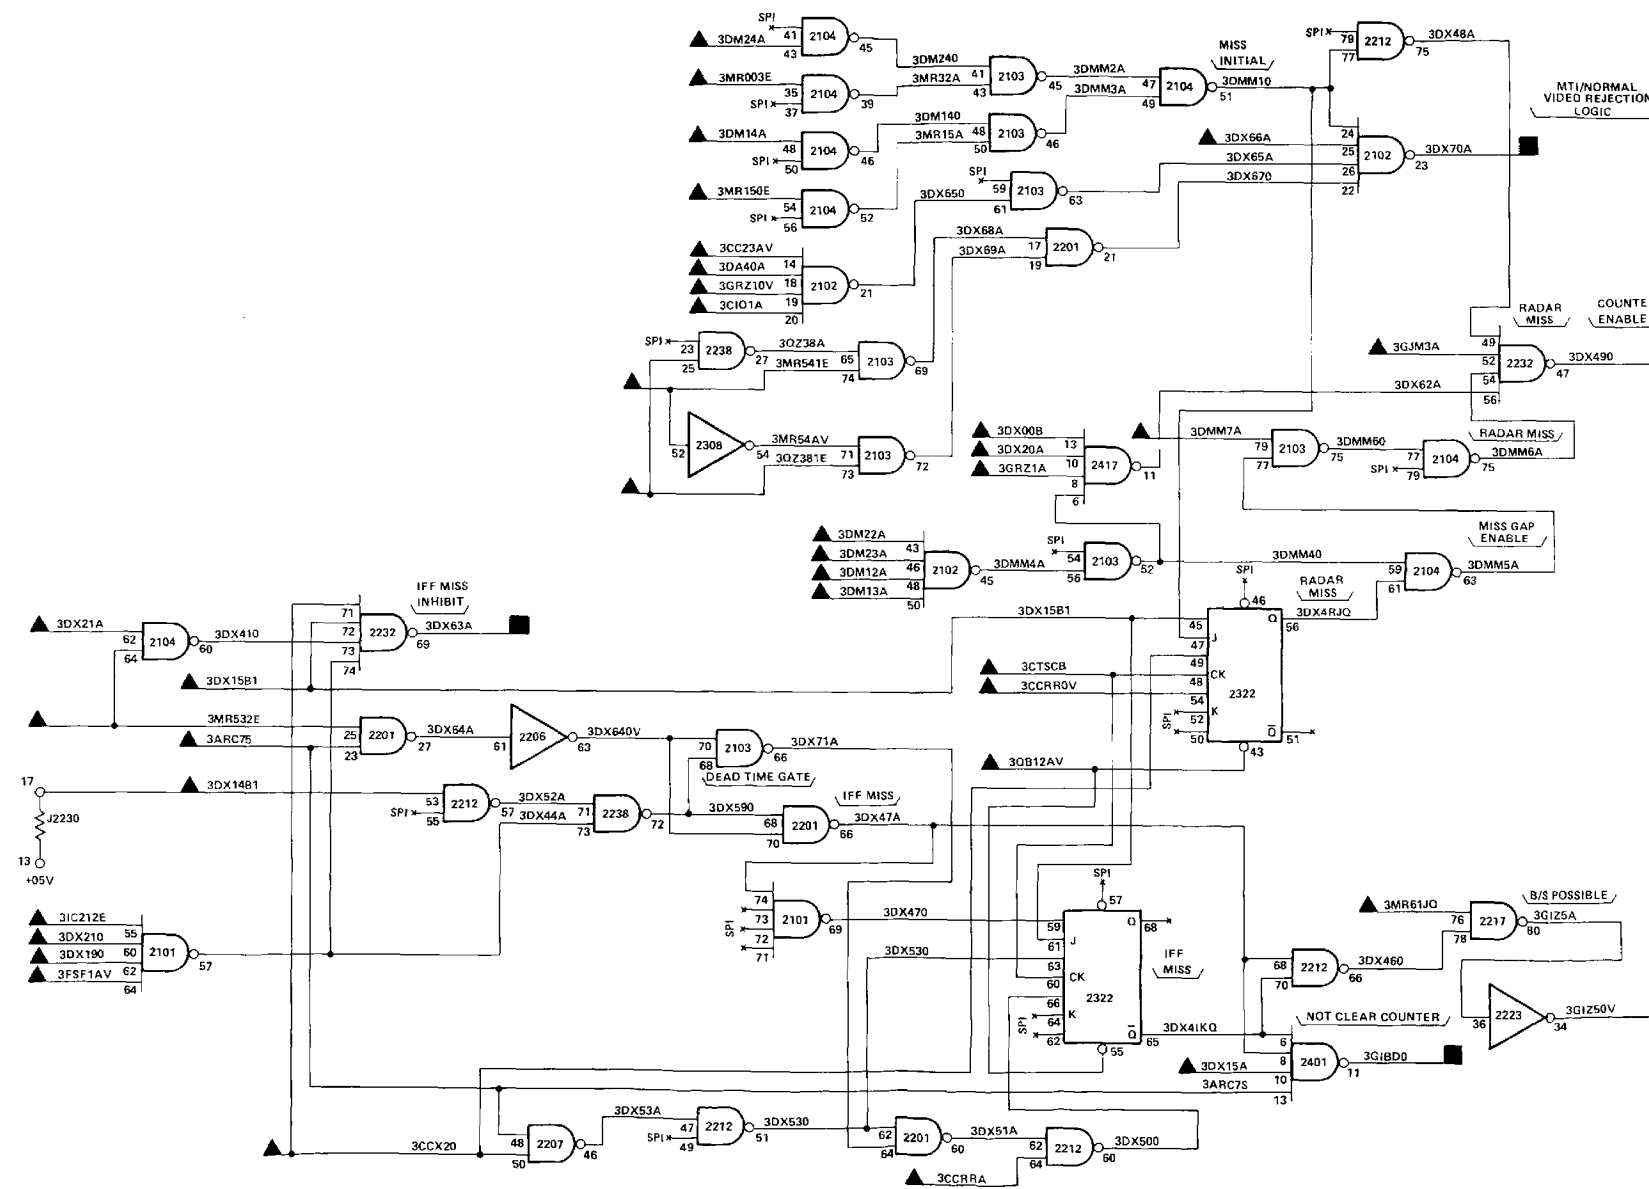 SPI
41
3DM24A
43
2104
45
3DM240
3MR003E
35
SPI
37
2104
39
3MR32A
41
43
2103
45
3DMM2A
3DMM3A
47
49
2104
MISS
INITIAL
3DMM10
51
SPI
79
77
2212
3DX48A
75
MTI/NORMAL
VIDEO REJECTION
LOGIC
3DM14A
48
SPI
50
2104
46
3DM140
3MR15A
48
50
2103
46
3DX66A
3DX65A
3DX670
24
25
26
22
2102
3DX70A
23
3MR150E
54
SPI
56
2104
52
3DX650
SPI
59
61
2103
63
3CC23AV
14
3DA40A
18
3GRZ10V
19
3CIO1A
20
2102
21
3DX68A
3DX69A
17
19
2201
21
SPI
23
25
2238
27
3QZ38A
3MR541E
65
74
2103
69
RADAR
MISS
COUNTE
ENABLE
49
3GJM3A
52
54
56
2232
3DX490
47
3DX62A
52
2308
54
3MR54AV
3QZ381E
71
73
2103
72
3DX00B
13
3DX20A
10
3GRZ1A
8
6
2417
11
3DMM7A
79
77
2103
75
3DMM60
77
SPI
79
2104
75
RADAR MISS
3DMM6A
3DM22A
43
3DM23A
46
3DM12A
48
3DM13A
50
2102
45
3DMM4A
SPI
54
56
2103
52
3DMM40
59
61
2104
63
3DMM5A
MISS GAP
ENABLE
IFF MISS
INHIBIT
3DX21A
62
64
2104
60
3DX410
71
72
73
74
2232
3DX63A
69
3DX15B1
3DX15B1
SPI
46
45
J
47
49
3CTSCB
CK
48
3CCRR0V
54
K
52
50
SPI
2322
Q
Q
RADAR
MISS
3DX4RJQ
56
51
43
3QB12AV
3MR532E
25
3ARC75
23
2201
27
3DX64A
61
2206
63
3DX640V
70
68
2103
66
3DX71A
DEAD TIME GATE
17
J2230
13
+05V
3DX14B1
53
SPI
55
2212
57
3DX52A
3DX44A
71
73
2238
72
3DX590
68
70
2201
66
IFF MISS
3DX47A
74
73
72
71
SPI
2101
69
3DX470
SPI
57
59
J
61
63
CK
60
66
K
64
62
SPI
2322
Q
68
Q
65
55
IFF
MISS
3DX4IKQ
3DX530
3IC212E
55
3DX210
60
3DX190
62
3FSF1AV
64
2101
57
3MR61JQ
76
78
2217
B/S POSSIBLE
3GIZ5A
80
68
70
2212
66
3DX460
36
2223
34
3GIZ50V
NOT CLEAR COUNTER
6
8
3DX15A
10
3ARC7S
13
2401
3GIBD0
11
3CCX20
48
50
2207
46
3DX53A
47
SPI
49
2212
51
3DX530
62
64
2201
60
3DX51A
62
3CCRRA
64
2212
60
3DX500